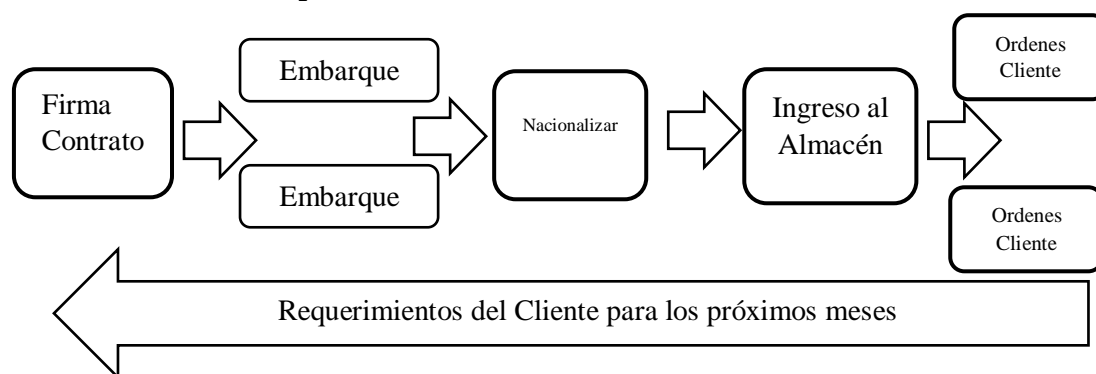 Firma
Contrato
Embarque
Embarque
Nacionalizar
Ingreso al
Almacén
Ordenes
Cliente
Ordenes
Cliente
Requerimientos del Cliente para los próximos meses